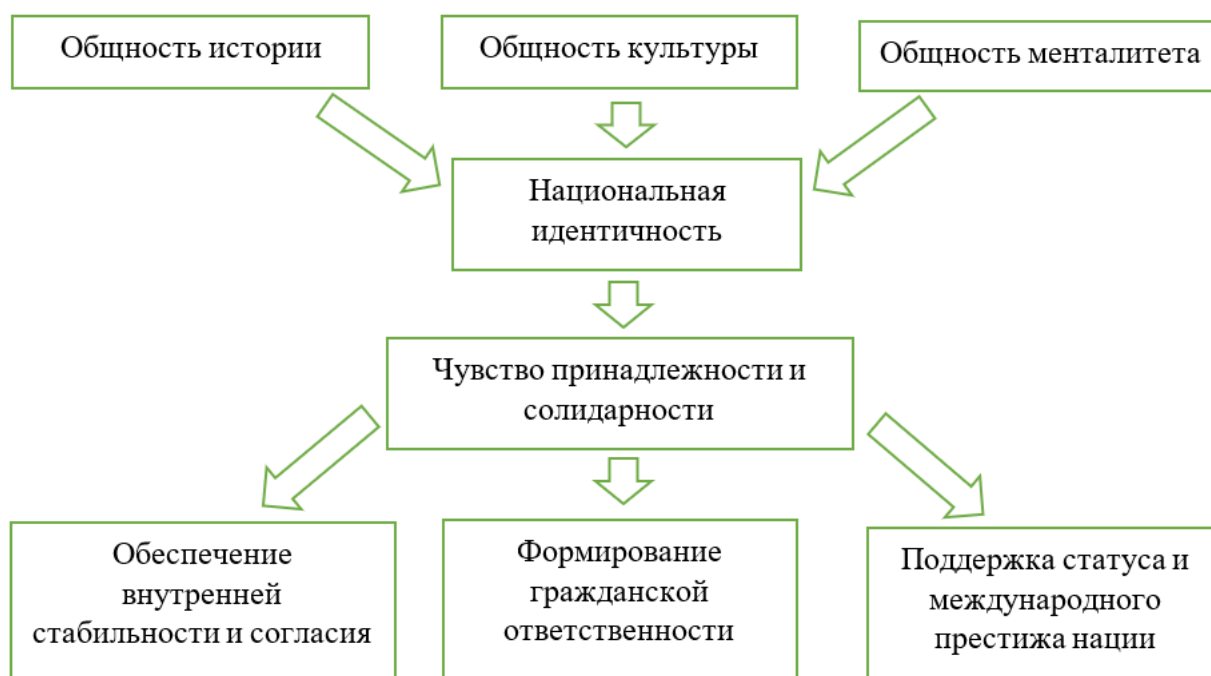 Общность истории
Общность культуры
Общность менталитета
Национальная
идентичность
Чувство принадлежности и
солидарности
Обеспечение
внутренней
стабильности и согласия
Формирование
гражданской
ответственности
Поддержка статуса и
международного
престижа нации